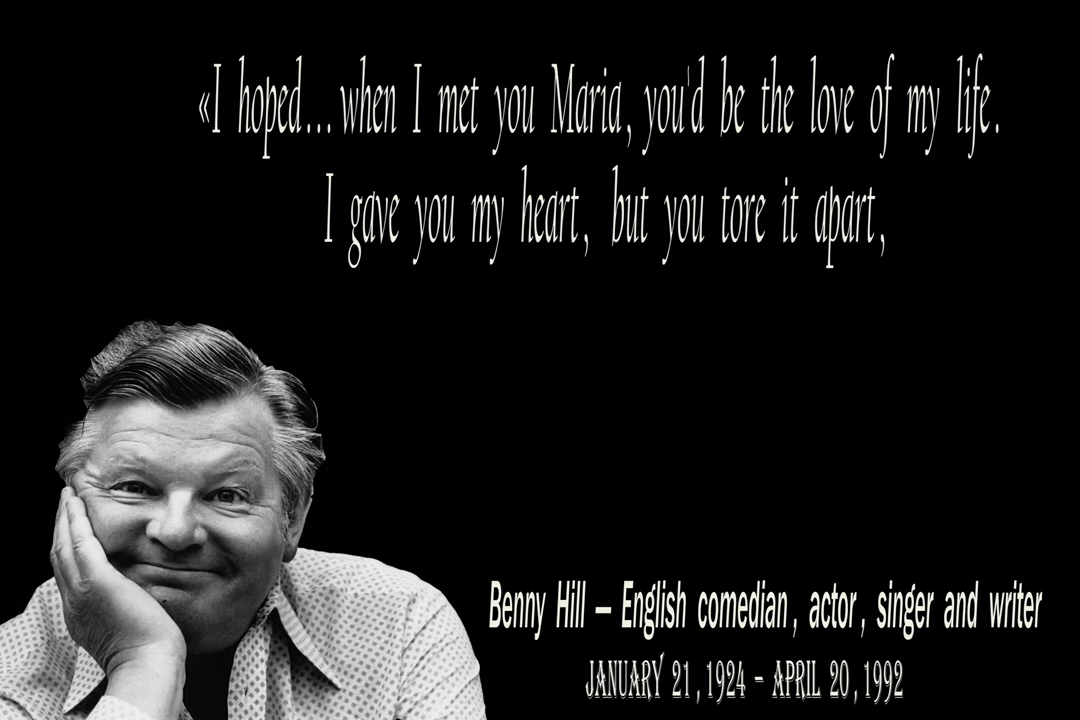 «I hoped...when I met you Maria, you'd be the love of my life.
I gave you my heart, but you tore it apart,
Benny Hill – English comedian, actor, singer and writer
JANUARY 21, 1924 - APRIL 20, 1992